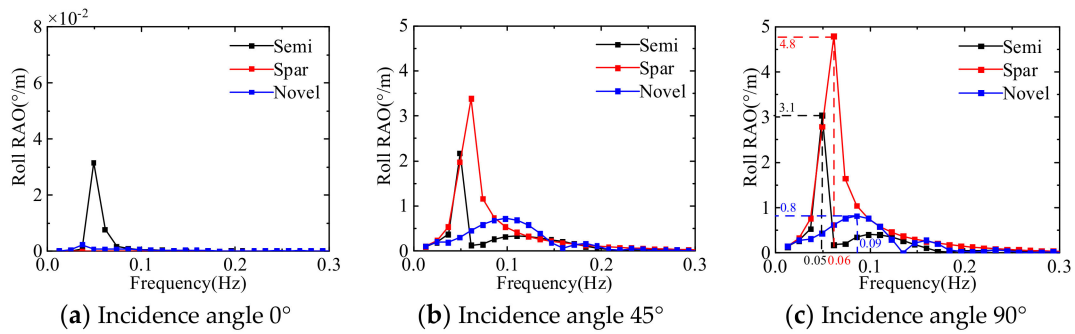 ×10⁻²
8
6
4
2
0
Roll RAO(°/m)
Semi
Spar
Novel
0.0 0.1 0.2 0.3
Frequency(Hz)
(a) Incidence angle 0°
5
4
3
2
1
0
Roll RAO(°/m)
Semi
Spar
Novel
0.0 0.1 0.2 0.3
Frequency(Hz)
(b) Incidence angle 45°
5
4
3
2
1
0
Roll RAO(°/m)
4.8
3.1
0.8
Semi
Spar
Novel
0.09
0.0 0.05 0.06 0.1 0.2 0.3
Frequency(Hz)
(c) Incidence angle 90°